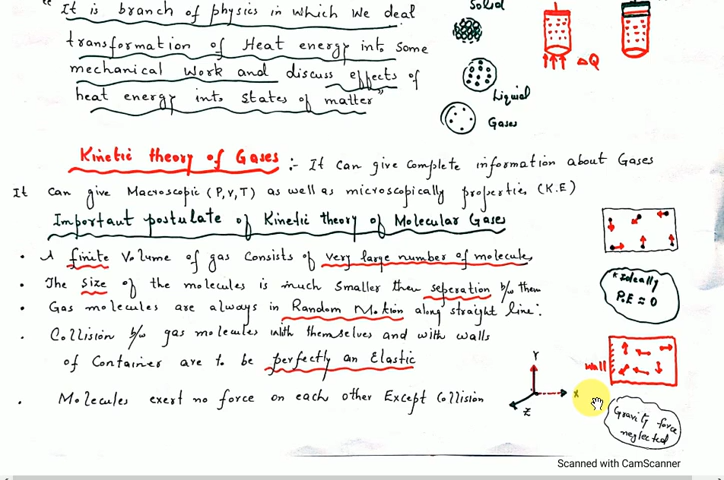 "It is branch of physics in which we deal
transformation of Heat energy into some
mechanical work and discuss effects of
heat energy into states of matter"
Solid
Liquid
Gases
ΔQ
Kinetic theory of Gases :- It can give complete information about Gases
It can give Macroscopic (P,V,T) as well as microscopically properties (K.E)
Important postulate of Kinetic theory of Molecular Gases
• A finite Volume of gas consists of very large number of molecules
• The size of the molecules is much smaller then seperation b/w them
• Gas molecules are always in Random Motion along straight line.
• Collision b/w gas molecules with themselves and with walls
of Container are to be perfectly an Elastic
• Molecules exert no force on each other Except Collision
Ideally
P.E = 0
wall
Y
X
Z
Gravity force
neglected
Scanned with CamScanner